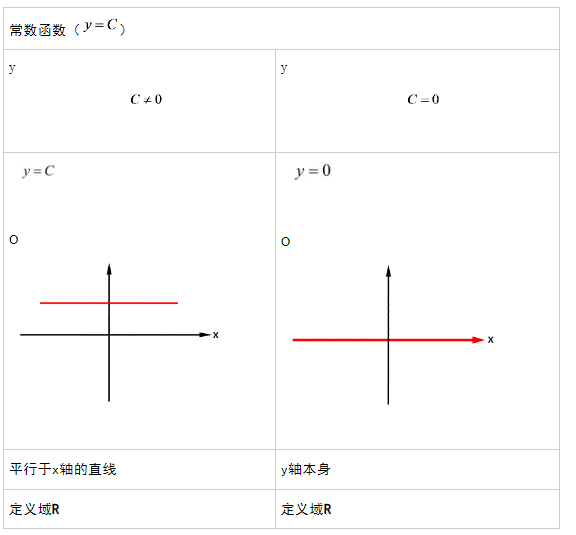 常数函数（y = C）
y
y
C ≠ 0
C = 0
y = C
y = 0
O
O
x
x
平行于x轴的直线
y轴本身
定义域R
定义域R